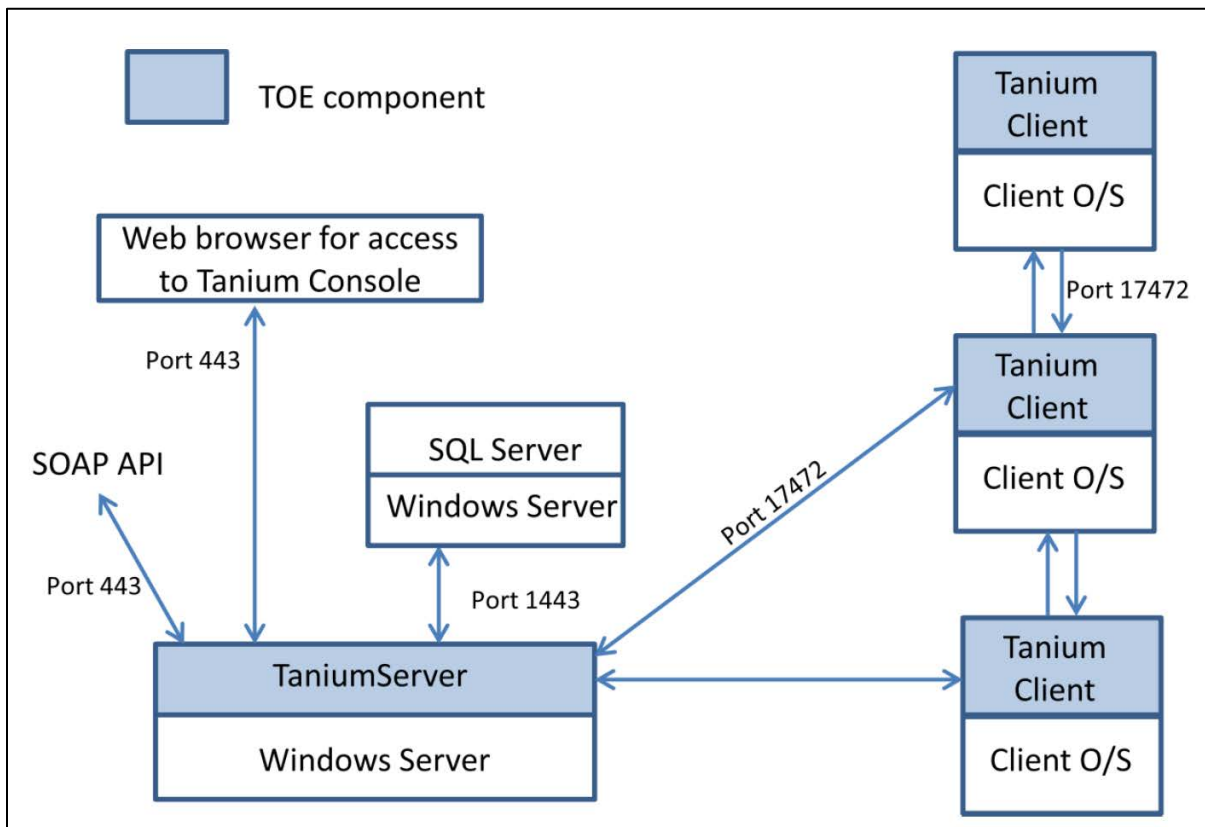 TOE component
Tanium
Client
Client O/S
Web browser for access
to Tanium Console
Port 17472
Port 443
Tanium
Client
Client O/S
SQL Server
Windows Server
SOAP API
Port 17472
Port 443
Port 1443
TaniumServer
Windows Server
Tanium
Client
Client O/S